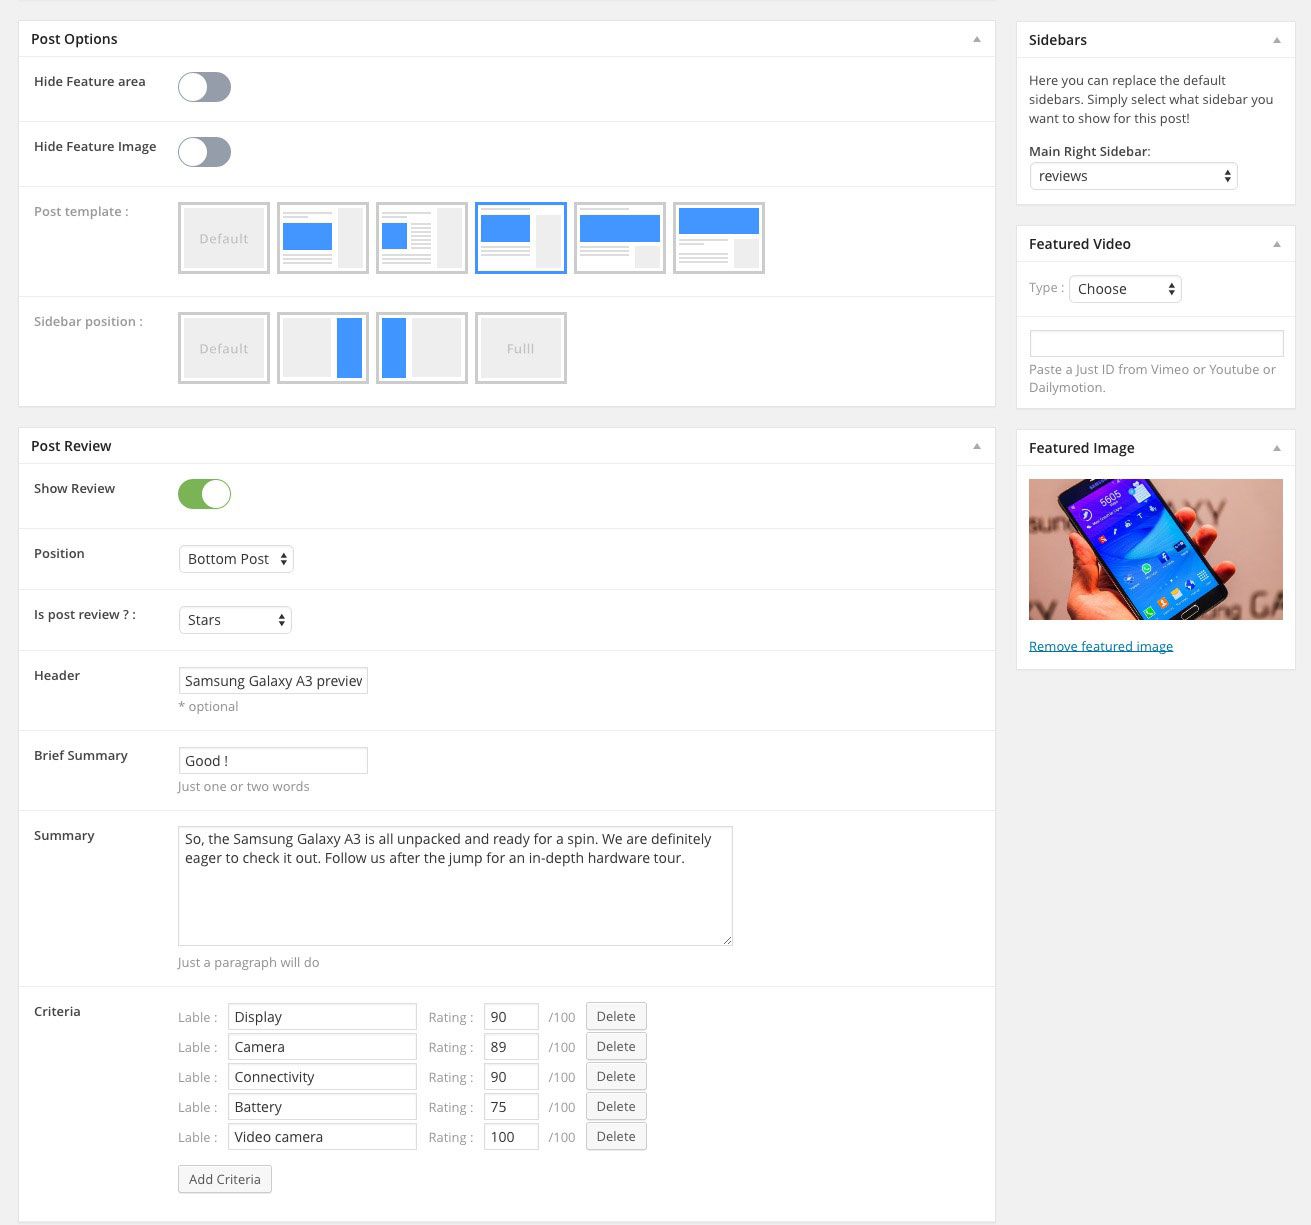 Post Options
Hide Feature area
Hide Feature Image
Post template :
Default
Sidebar position :
Default
Fulll
Post Review
Show Review
Position
Bottom Post
Is post review ? :
Stars
Header
Samsung Galaxy A3 preview
* optional
Brief Summary
Good !
Just one or two words
Summary
So, the Samsung Galaxy A3 is all unpacked and ready for a spin. We are definitely
eager to check it out. Follow us after the jump for an in-depth hardware tour.
Just a paragraph will do
Criteria
Lable : Display Rating : 90 /100 Delete
Lable : Camera Rating : 89 /100 Delete
Lable : Connectivity Rating : 90 /100 Delete
Lable : Battery Rating : 75 /100 Delete
Lable : Video camera Rating : 100 /100 Delete
Add Criteria
Sidebars
Here you can replace the default
sidebars. Simply select what sidebar you
want to show for this post!
Main Right Sidebar:
reviews
Featured Video
Type : Choose
Paste a Just ID from Vimeo or Youtube or
Dailymotion.
Featured Image
5605
Remove featured image